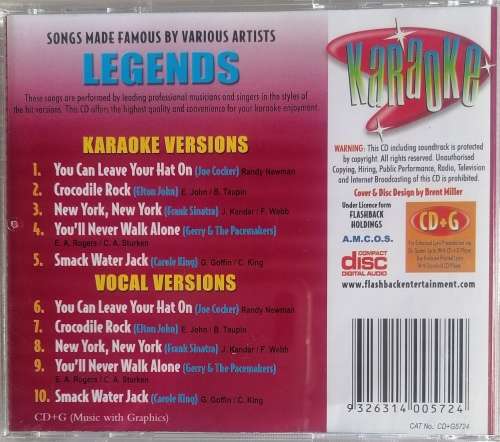 SONGS MADE FAMOUS BY VARIOUS ARTISTS
LEGENDS
These songs are performed by leading professional musicians and singers in the styles of
the hit versions. This CD offers the highest quality and convenience for your karaoke enjoyment.
KARAOKE VERSIONS
1. You Can Leave Your Hat On (Joe Cocker) Randy Newman
2. Crocodile Rock (Elton John) E. John / B. Taupin
3. New York, New York (Frank Sinatra) J. Kandar / F. Webb
4. You'll Never Walk Alone (Gerry & The Pacemakers)
E. A. Rogers / C. A. Sturken
5. Smack Water Jack (Carole King) G. Goffin / C. King
VOCAL VERSIONS
6. You Can Leave Your Hat On (Joe Cocker) Randy Newman
7. Crocodile Rock (Elton John) E. John / B. Taupin
8. New York, New York (Frank Sinatra) J. Kandar / F. Webb
9. You'll Never Walk Alone (Gerry & The Pacemakers)
E. A. Rogers / C. A. Sturken
10. Smack Water Jack (Carole King) G. Goffin / C. King
CD+G (Music with Graphics)
Karaoke
WARNING: This CD including soundtrack is protected
by copyright. All rights reserved. Unauthorised
Copying, Hiring, Public Performance, Radio, Television
and Internet Broadcasting of this CD is prohibited.
Cover & Disc Design by Brent Miller
Under Licence form
FLASHBACK
HOLDINGS
A.M.C.O.S.
CD+G
COMPACT
disc
DIGITAL AUDIO
www.flashbackentertainment.com
9 326314 005724
CAT No.: CD+G5724